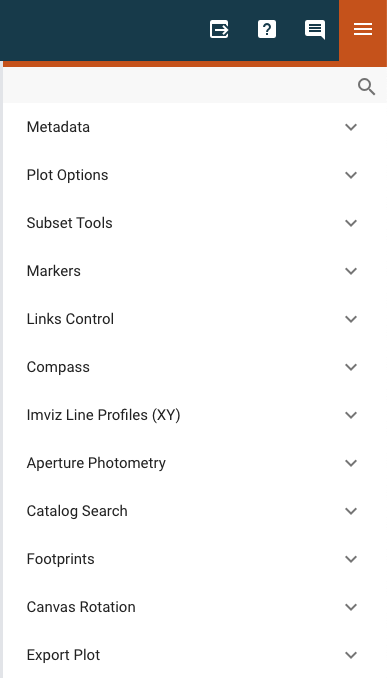 Metadata
Plot Options
Subset Tools
Markers
Links Control
Compass
Imviz Line Profiles (XY)
Aperture Photometry
Catalog Search
Footprints
Canvas Rotation
Export Plot